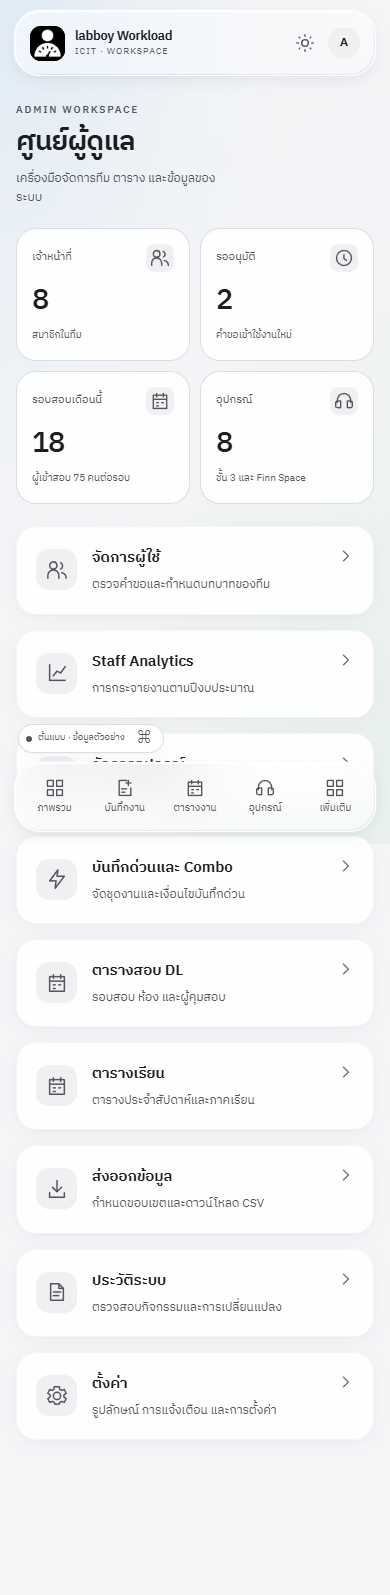 labboy Workload
ICIT · WORKSPACE
A
ADMIN WORKSPACE
ศูนย์ผู้ดูแล
เครื่องมือจัดการทีม ตาราง และข้อมูลของ
ระบบ
เจ้าหน้าที่
8
สมาชิกในทีม
รออนุมัติ
2
คำขอเข้าใช้งานใหม่
รอบสอบเดือนนี้
18
ผู้เข้าสอบ 75 คนต่อรอบ
อุปกรณ์
8
ชั้น 3 และ Finn Space
จัดการผู้ใช้
ตรวจคำขอและกำหนดบทบาทของทีม
Staff Analytics
การกระจายงานตามปีงบประมาณ
ต้นแบบ · ข้อมูลตัวอย่าง
ภาพรวม
บันทึกงาน
ตารางงาน
อุปกรณ์
เพิ่มเติม
บันทึกด่วนและ Combo
จัดชุดงานและเงื่อนไขบันทึกด่วน
ตารางสอบ DL
รอบสอบ ห้อง และผู้คุมสอบ
ตารางเรียน
ตารางประจำสัปดาห์และภาคเรียน
ส่งออกข้อมูล
กำหนดขอบเขตและดาวน์โหลด CSV
ประวัติระบบ
ตรวจสอบกิจกรรมและการเปลี่ยนแปลง
ตั้งค่า
รูปลักษณ์ การแจ้งเตือน และการตั้งค่า